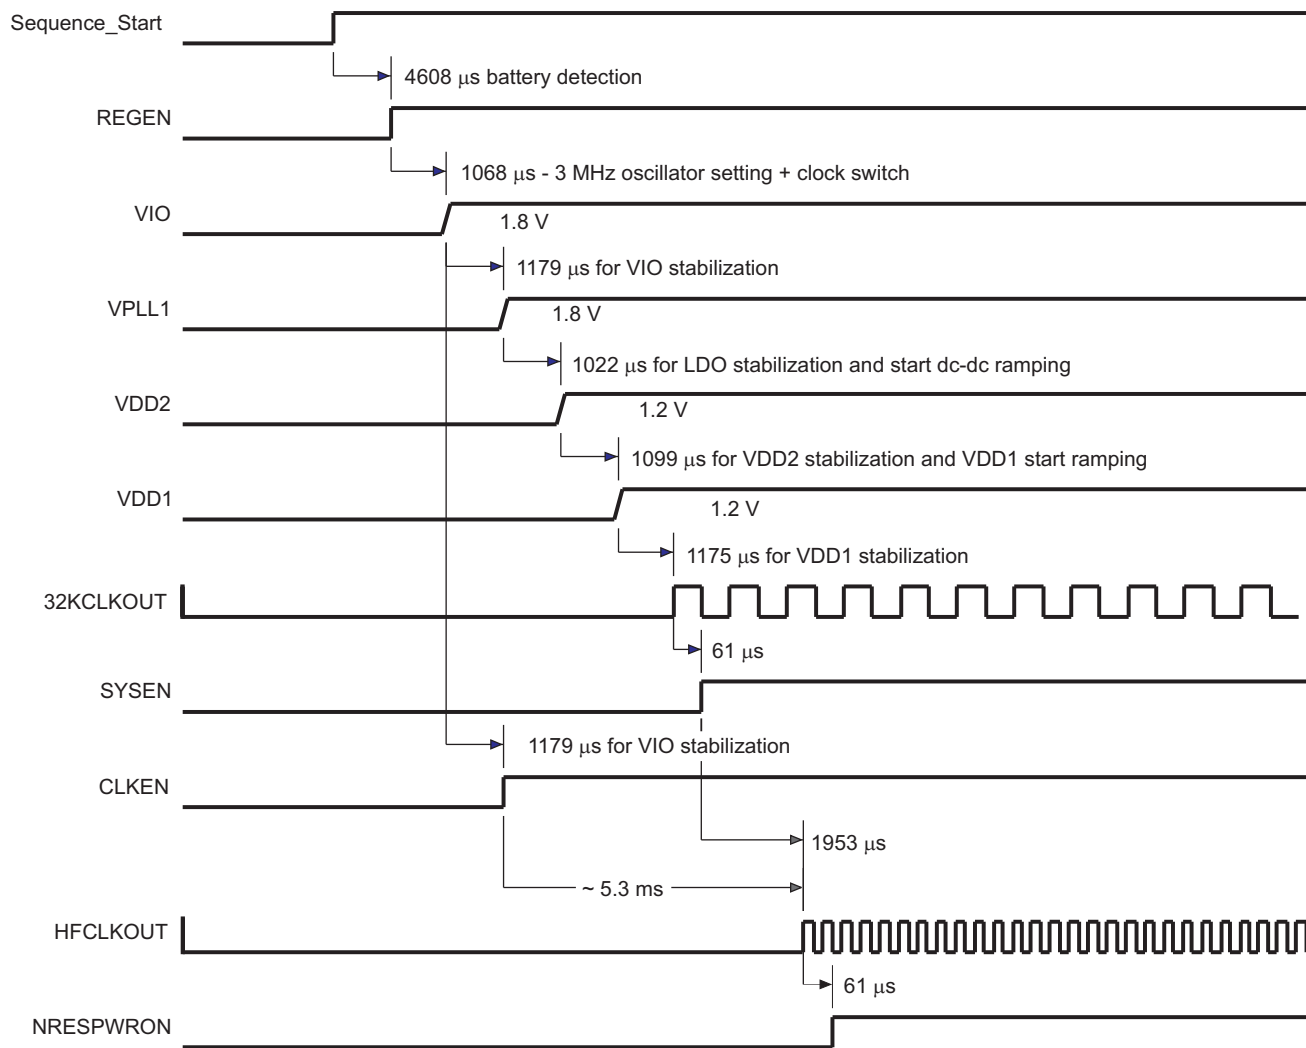 Sequence_Start
4608 μs battery detection
REGEN
1068 μs - 3 MHz oscillator setting + clock switch
VIO
1.8 V
1179 μs for VIO stabilization
VPLL1
1.8 V
1022 μs for LDO stabilization and start dc-dc ramping
VDD2
1.2 V
1099 μs for VDD2 stabilization and VDD1 start ramping
VDD1
1.2 V
1175 μs for VDD1 stabilization
32KCLKOUT
61 μs
SYSEN
1179 μs for VIO stabilization
CLKEN
1953 μs
~ 5.3 ms
HFCLKOUT
61 μs
NRESPWRON